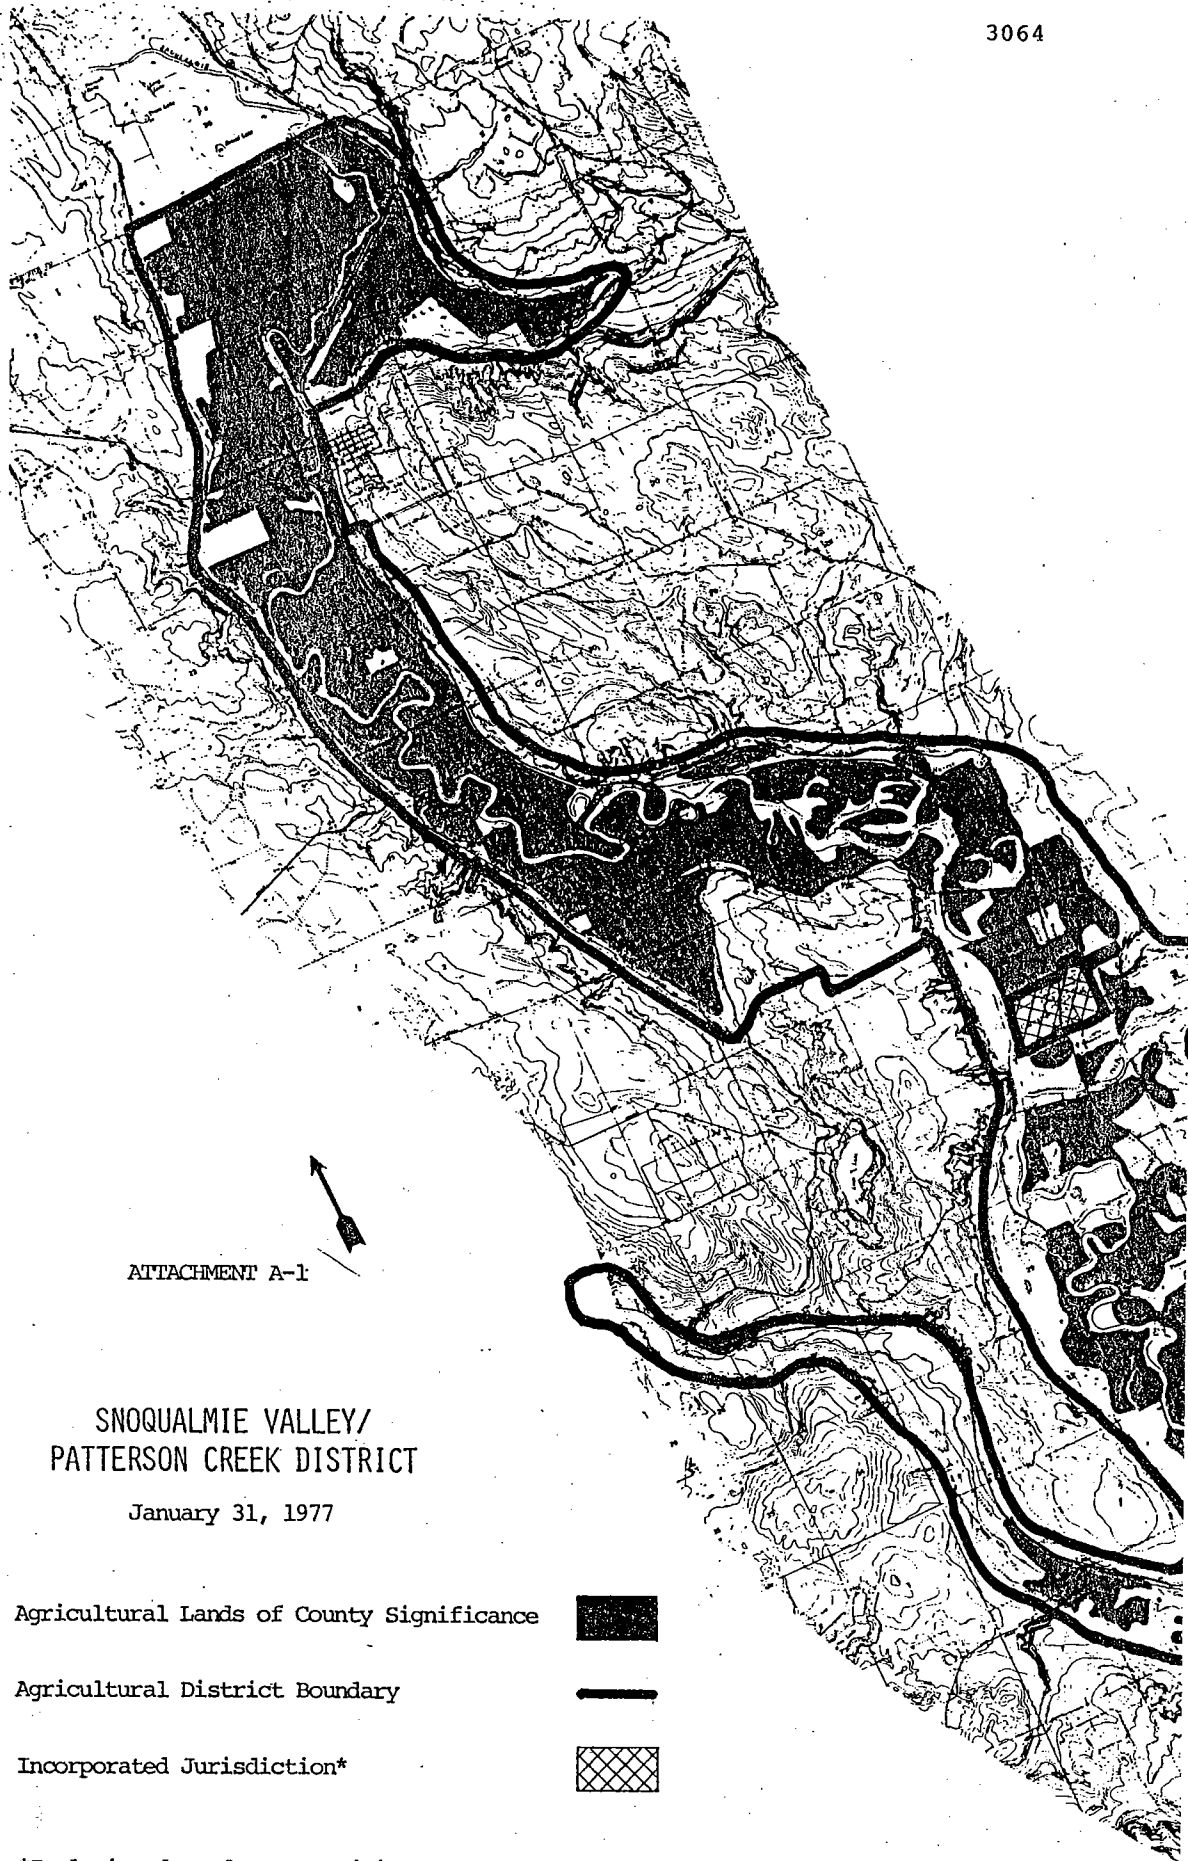 3064
ATTACHMENT A-1
SNOQUALMIE VALLEY/
PATTERSON CREEK DISTRICT
January 31, 1977
Agricultural Lands of County Significance
Agricultural District Boundary
Incorporated Jurisdiction*